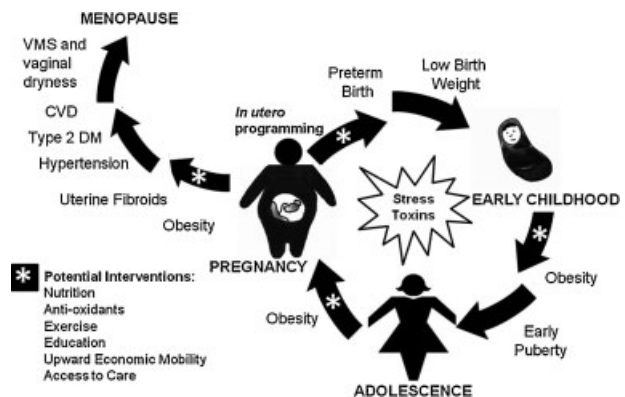 MENOPAUSE
VMS and
vaginal
dryness
CVD
Type 2 DM
Hypertension
Uterine Fibroids
Obesity
In utero
programming
*
*
PREGNANCY
Preterm
Birth
Low Birth
Weight
Stress
Toxins
EARLY CHILDHOOD
*
Obesity
Early
Puberty
ADOLESCENCE
*
Obesity
* Potential Interventions:
Nutrition
Anti-oxidants
Exercise
Education
Upward Economic Mobility
Access to Care